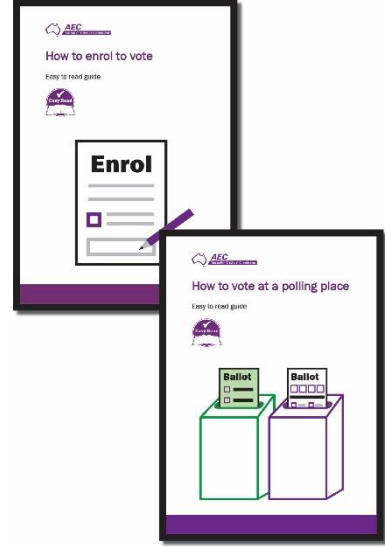 AEC
How to enrol to vote
Easy to read guide
Easy Read
Enrol
AEC
How to vote at a polling place
Easy to read guide
Easy Read
Ballot
Ballot